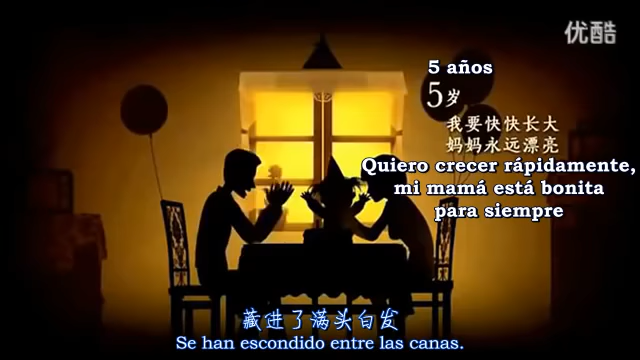 优酷
5 años
5岁
我要快快长大
妈妈永远漂亮
Quiero crecer rápidamente,
mi mamá está bonita
para siempre
藏进了满头白发
Se han escondido entre las canas.